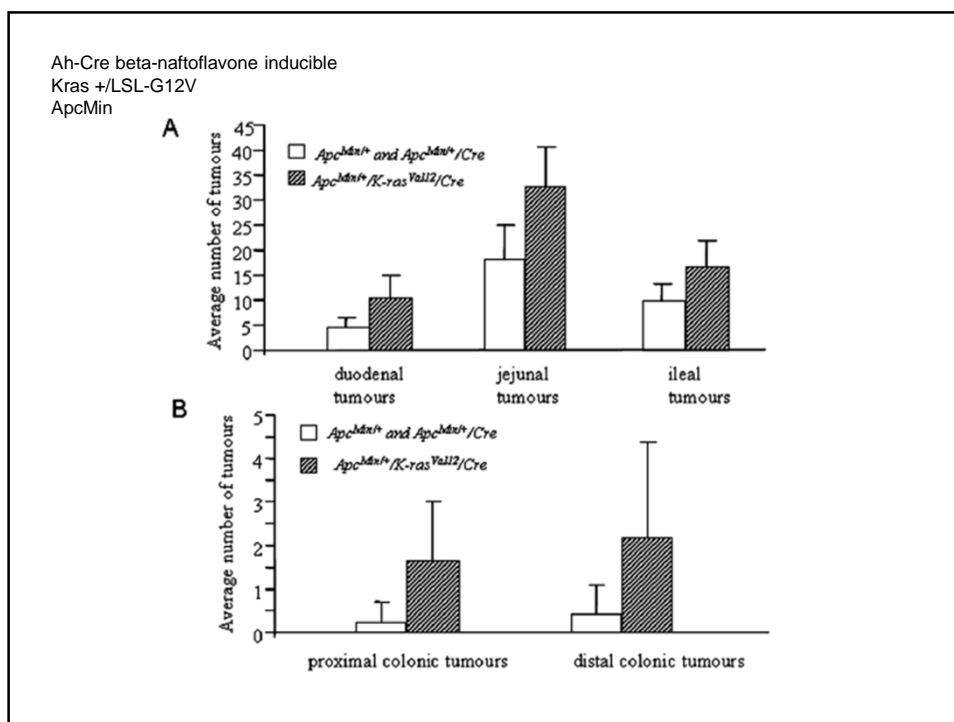 Ah-Cre beta-naftoflavone inducible
Kras +/LSL-G12V
ApcMin
A
Average number of tumours
45
40
35
30
25
20
15
10
5
0
Apc^Min/+ and Apc^Min/+/Cre
Apc^Min/+/K-ras^Val12/Cre
duodenal
tumours
jejunal
tumours
ileal
tumours
B
Average number of tumours
5
4
3
2
1
0
Apc^Min/+ and Apc^Min/+/Cre
Apc^Min/+/K-ras^Val12/Cre
proximal colonic tumours
distal colonic tumours